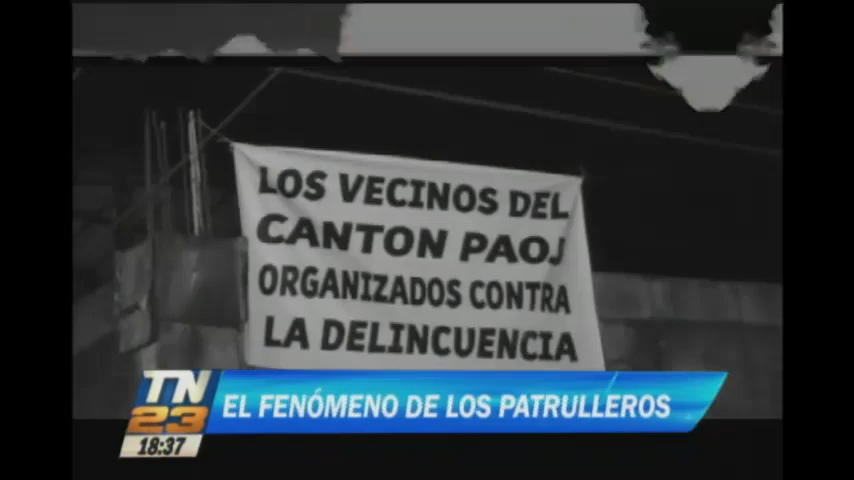 LOS VECINOS DEL
CANTON PAOJ
ORGANIZADOS CONTRA
LA DELINCUENCIA
TN
23
18:37
EL FENÓMENO DE LOS PATRULLEROS